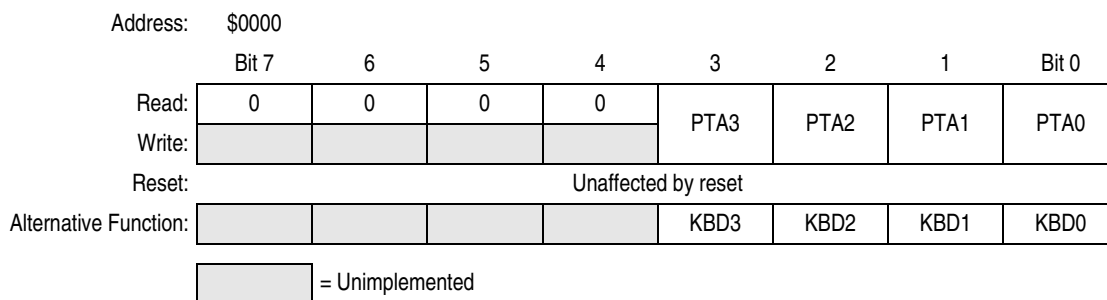 Address: $0000
Bit 7 6 5 4 3 2 1 Bit 0
Read: 0 0 0 0 PTA3 PTA2 PTA1 PTA0
Write:
Reset: Unaffected by reset
Alternative Function: KBD3 KBD2 KBD1 KBD0
= Unimplemented